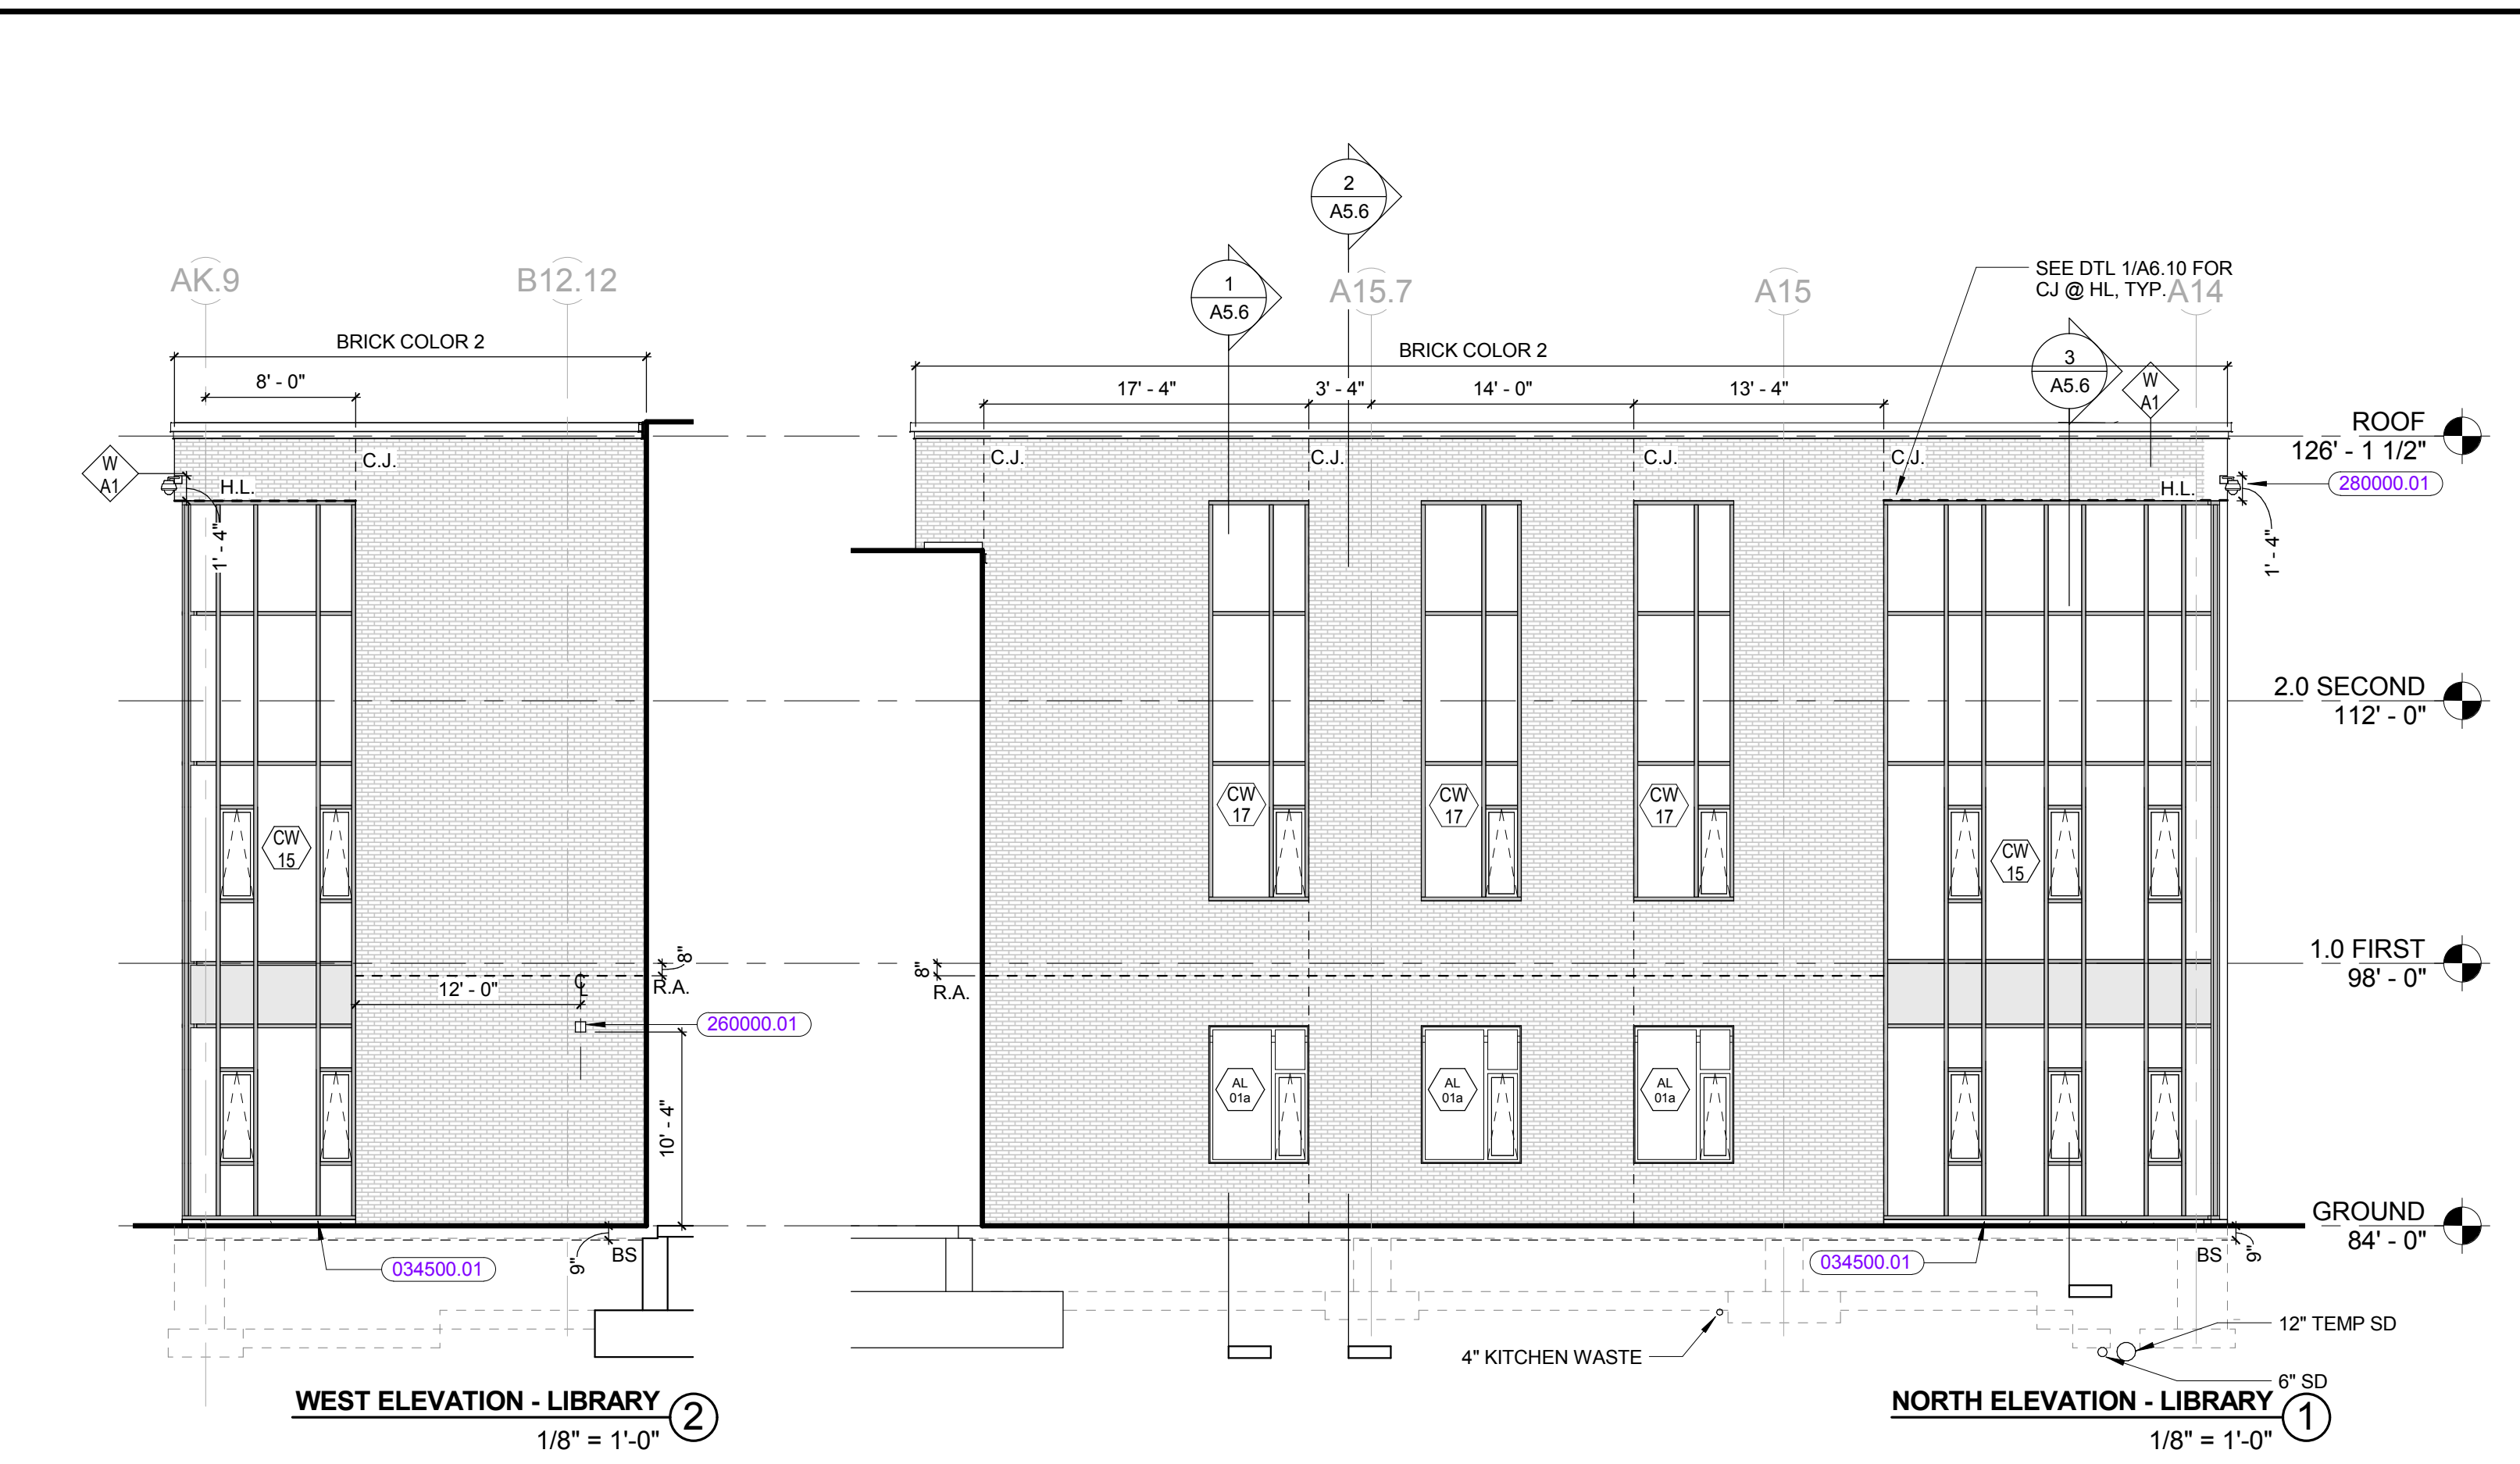 2
A5.6
AK.9
B12.12
1
A5.6
A15.7
A15
SEE DTL 1/A6.10 FOR
CJ @ HL, TYP.
A14
BRICK COLOR 2
BRICK COLOR 2
3
A5.6
W
A1
8' - 0"
17' - 4"
3' - 4"
14' - 0"
13' - 4"
ROOF
126' - 1 1/2"
W
A1
C.J.
H.L.
1' - 4"
C.J.
C.J.
C.J.
C.J.
H.L.
280000.01
1' - 4"
2.0 SECOND
112' - 0"
CW
15
CW
17
CW
17
CW
17
CW
15
8"
R.A.
8"
R.A.
1.0 FIRST
98' - 0"
12' - 0"
CL
260000.01
10' - 4"
AL
01a
AL
01a
AL
01a
GROUND
84' - 0"
034500.01
9"
BS
034500.01
BS
9"
4" KITCHEN WASTE
12" TEMP SD
6" SD
WEST ELEVATION - LIBRARY
2
1/8" = 1'-0"
NORTH ELEVATION - LIBRARY
1
1/8" = 1'-0"